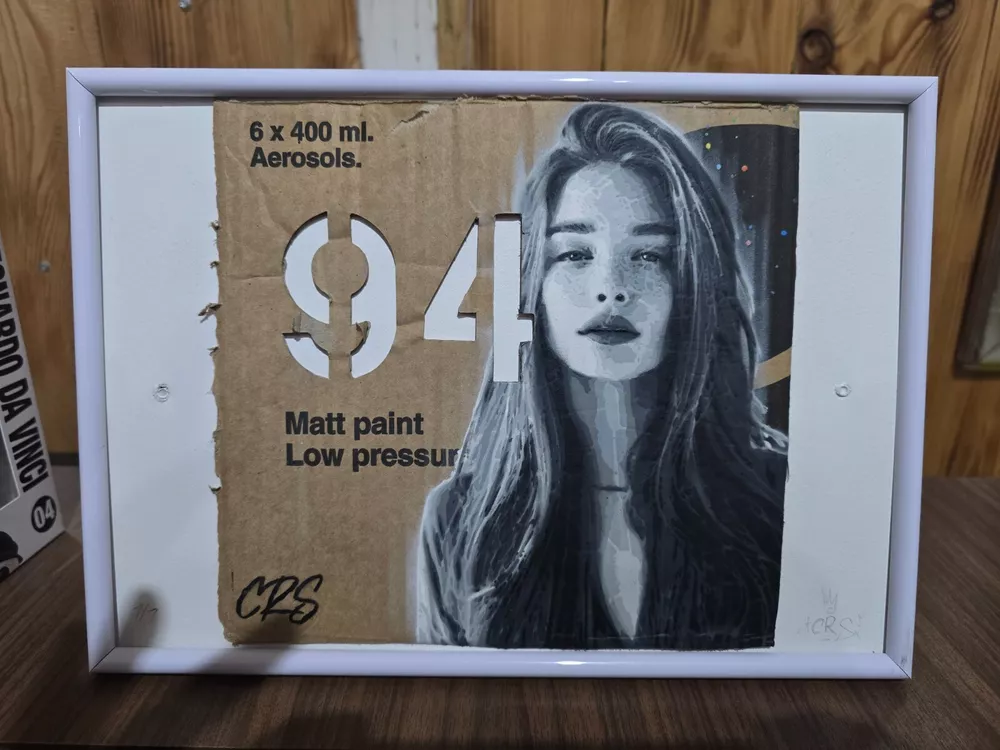 6 x 400 ml.
Aerosols.
94
Matt paint
Low pressur
CRS
CRS
DA VINCI
04